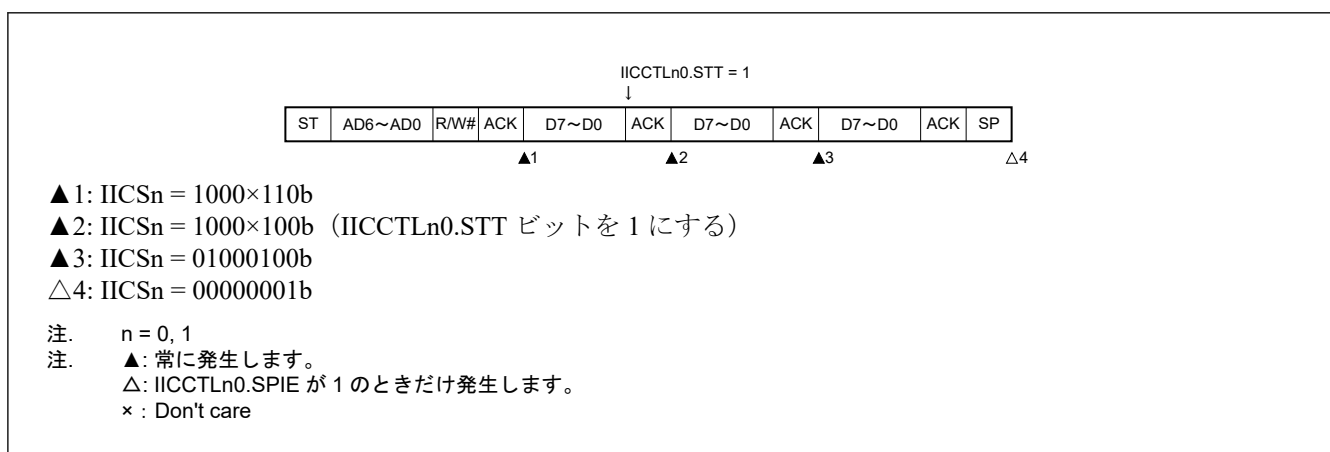 IICCTLn0.STT = 1
↓
ST AD6～AD0 R/W# ACK D7～D0 ACK D7～D0 ACK D7～D0 ACK SP
▲1 ▲2 ▲3 △4
▲1: IICSn = 1000×110b
▲2: IICSn = 1000×100b（IICCTLn0.STT ビットを 1 にする）
▲3: IICSn = 01000100b
△4: IICSn = 00000001b
注. n = 0, 1
注. ▲: 常に発生します。
△: IICCTLn0.SPIE が 1 のときだけ発生します。
×：Don't care